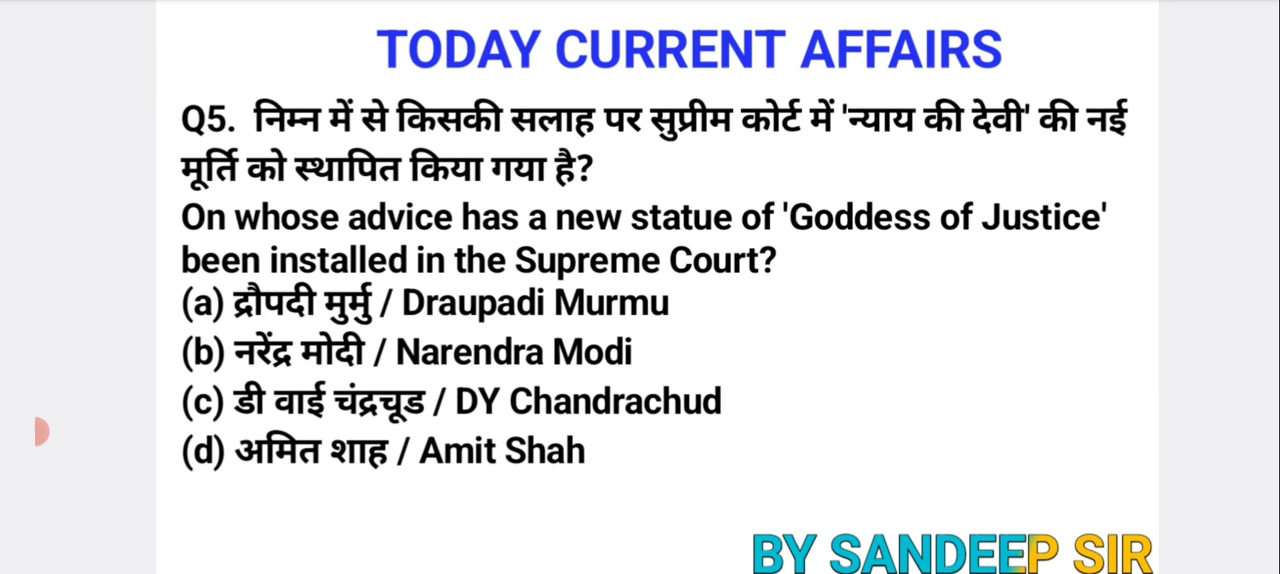 TODAY CURRENT AFFAIRS
Q5. निम्न में से किसकी सलाह पर सुप्रीम कोर्ट में 'न्याय की देवी' की नई
मूर्ति को स्थापित किया गया है?
On whose advice has a new statue of 'Goddess of Justice'
been installed in the Supreme Court?
(a) द्रौपदी मुर्मु / Draupadi Murmu
(b) नरेंद्र मोदी / Narendra Modi
(c) डी वाई चंद्रचूड / DY Chandrachud
(d) अमित शाह / Amit Shah
BY SANDEEP SIR